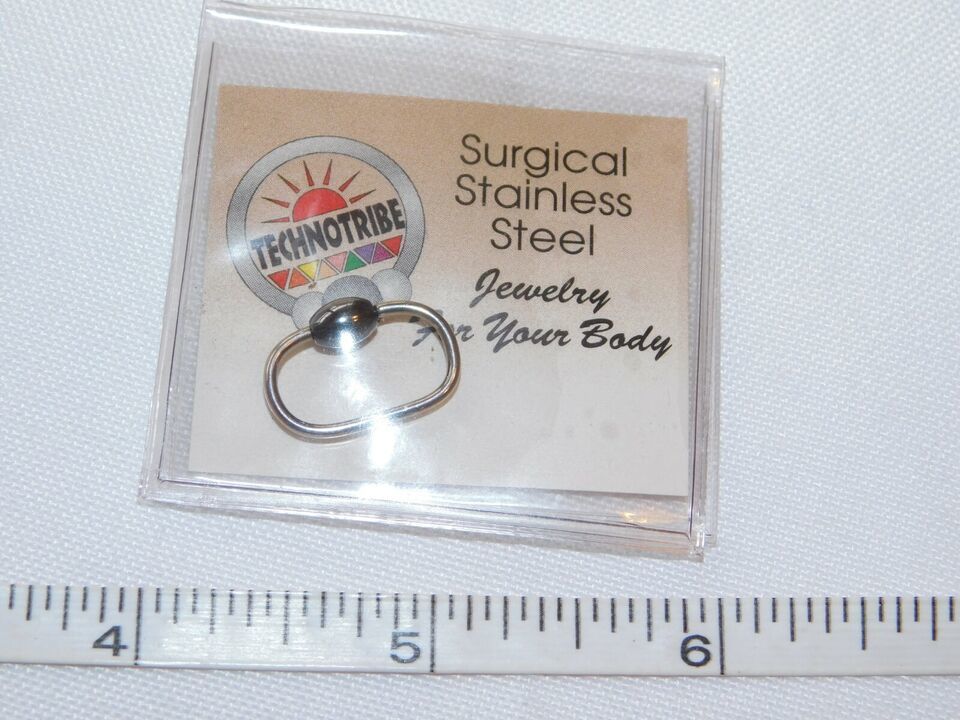 Surgical
Stainless
Steel
TECHNOTRIBE
Jewelry
For Your Body
4 5 6